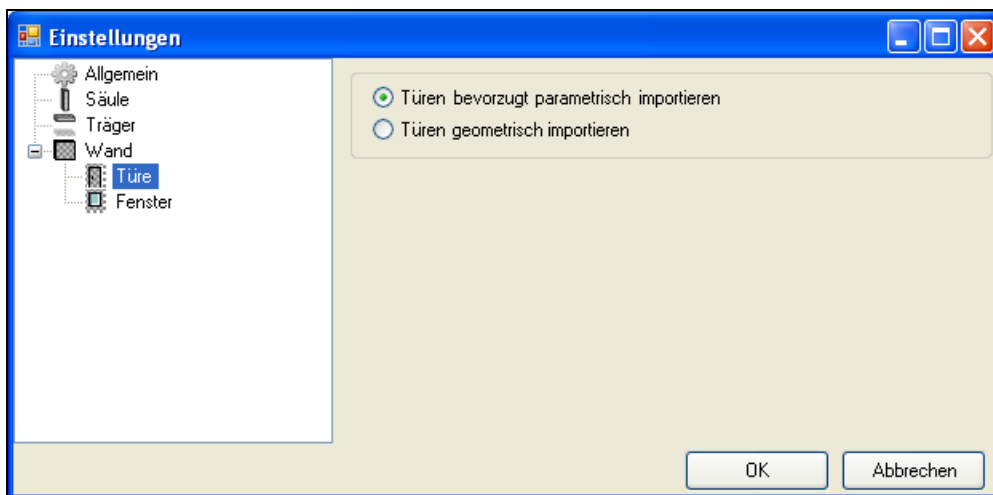 Einstellungen
Allgemein
Säule
Träger
Wand
Türe
Fenster
Türen bevorzugt parametrisch importieren
Türen geometrisch importieren
OK
Abbrechen